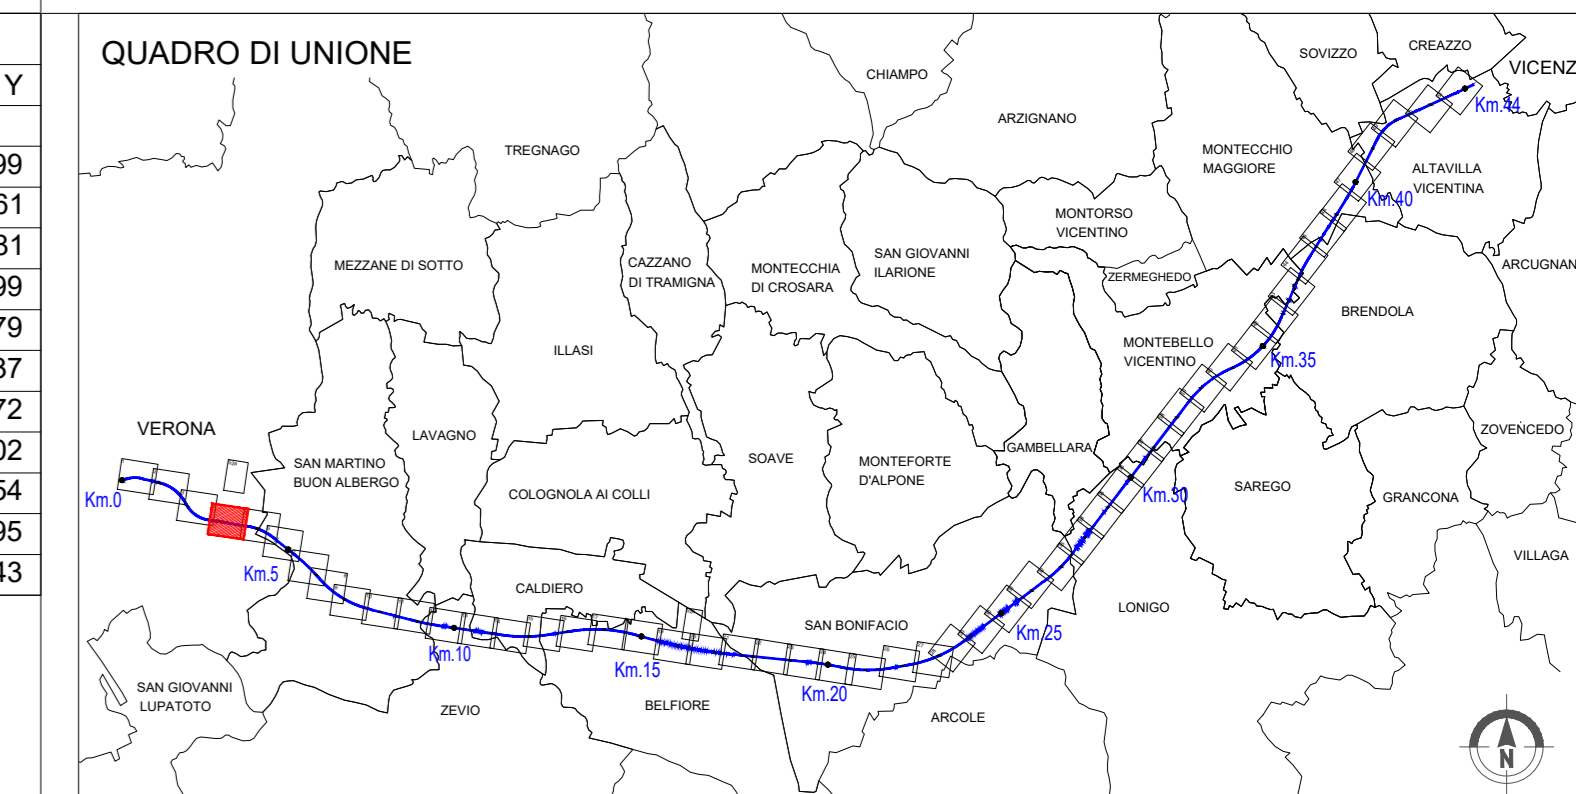 QUADRO DI UNIONE
Y
99
61
31
99
79
37
72
02
54
95
43
CREAZZO
SOVIZZO
VICENZ
CHIAMPO
Km.44
ARZIGNANO
TREGNAGO
MONTECCHIO
MAGGIORE
ALTAVILLA
VICENTINA
Km.40
MONTORSO
VICENTINO
SAN GIOVANNI
ILARIONE
CAZZANO
DI TRAMIGNA
MEZZANE DI SOTTO
MONTECCHIA
DI CROSARA
ARCUGNAN
ZERMEGHEDO
BRENDOLA
MONTEBELLO
VICENTINO
ILLASI
Km.35
VERONA
LAVAGNO
ZOVENCEDO
GAMBELLARA
SOAVE
MONTEFORTE
D'ALPONE
SAN MARTINO
BUON ALBERGO
SAREGO
COLOGNOLA AI COLLI
Km.0
Km.30
GRANCONA
VILLAGA
Km.5
CALDIERO
LONIGO
SAN BONIFACIO
Km.25
Km.10
Km.15
SAN GIOVANNI
LUPATOTO
Km.20
BELFIORE
ZEVIO
ARCOLE
N